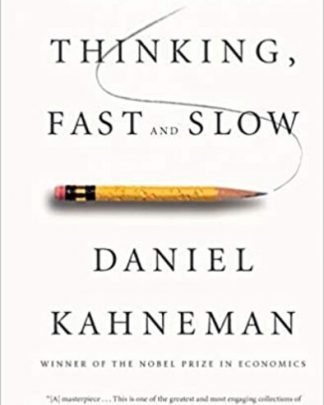 THINKING,
FAST AND SLOW
DANIEL
KAHNEMAN
WINNER OF THE NOBEL PRIZE IN ECONOMICS
"[A] masterpiece . . . This is one of the greatest and most engaging collections of